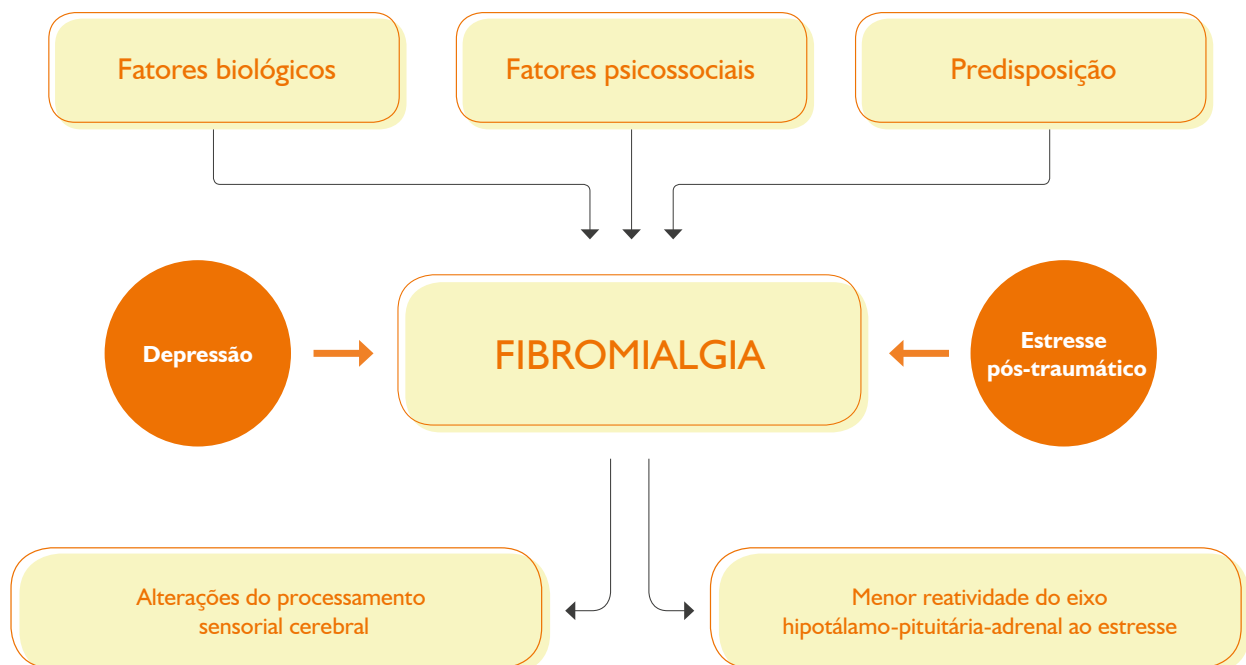 Fatores biológicos
Fatores psicossociais
Predisposição
Depressão
FIBROMIALGIA
Estresse
pós-traumático
Alterações do processamento
sensorial cerebral
Menor reatividade do eixo
hipotálamo-pituitária-adrenal ao estresse